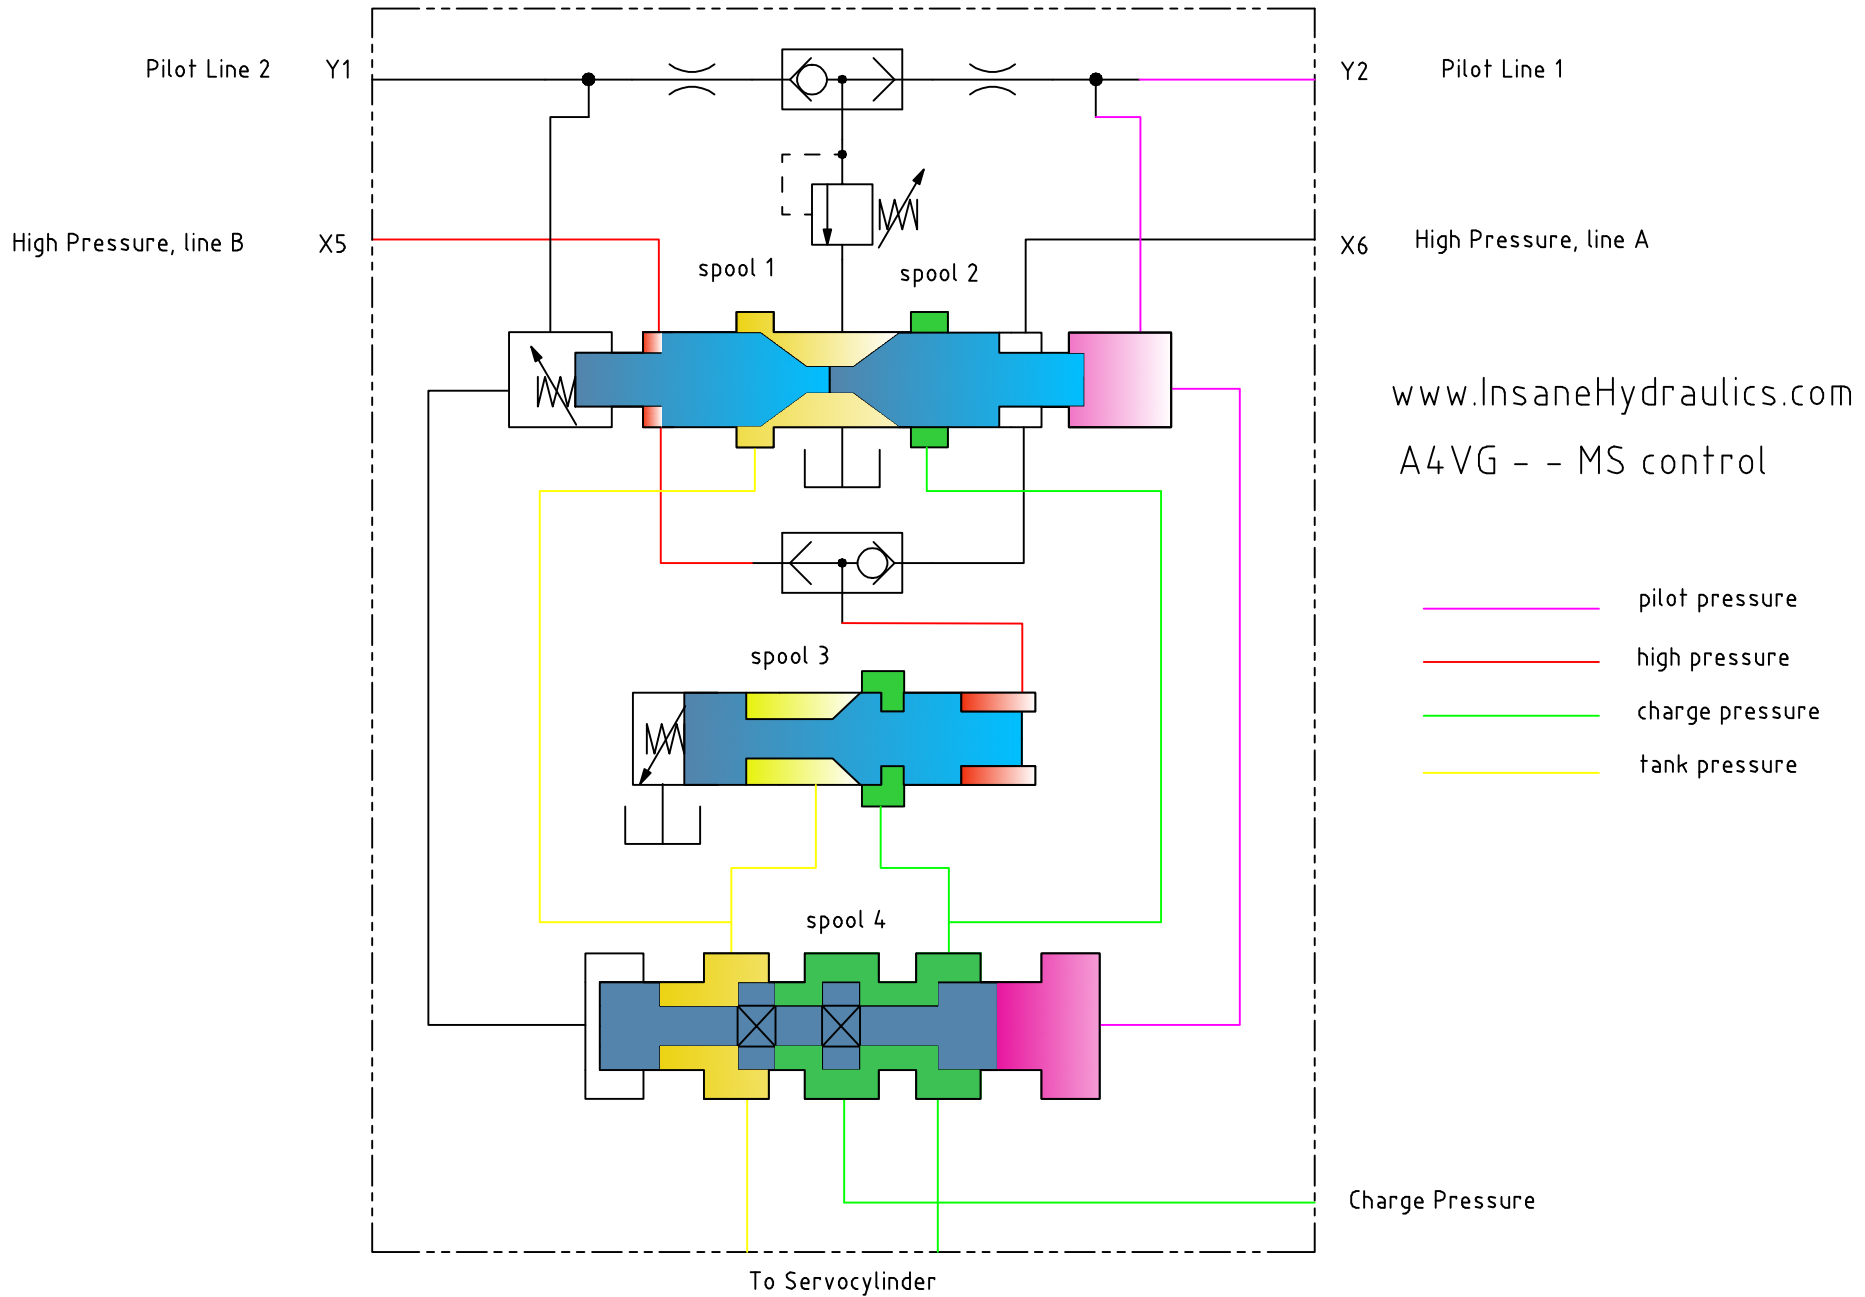 Pilot Line 2 Y1
Y2 Pilot Line 1
High Pressure, line B X5
X6 High Pressure, line A
spool 1
spool 2
www.InsaneHydraulics.com
A4VG - - MS control
pilot pressure
spool 3
high pressure
charge pressure
tank pressure
spool 4
Charge Pressure
To Servocylinder